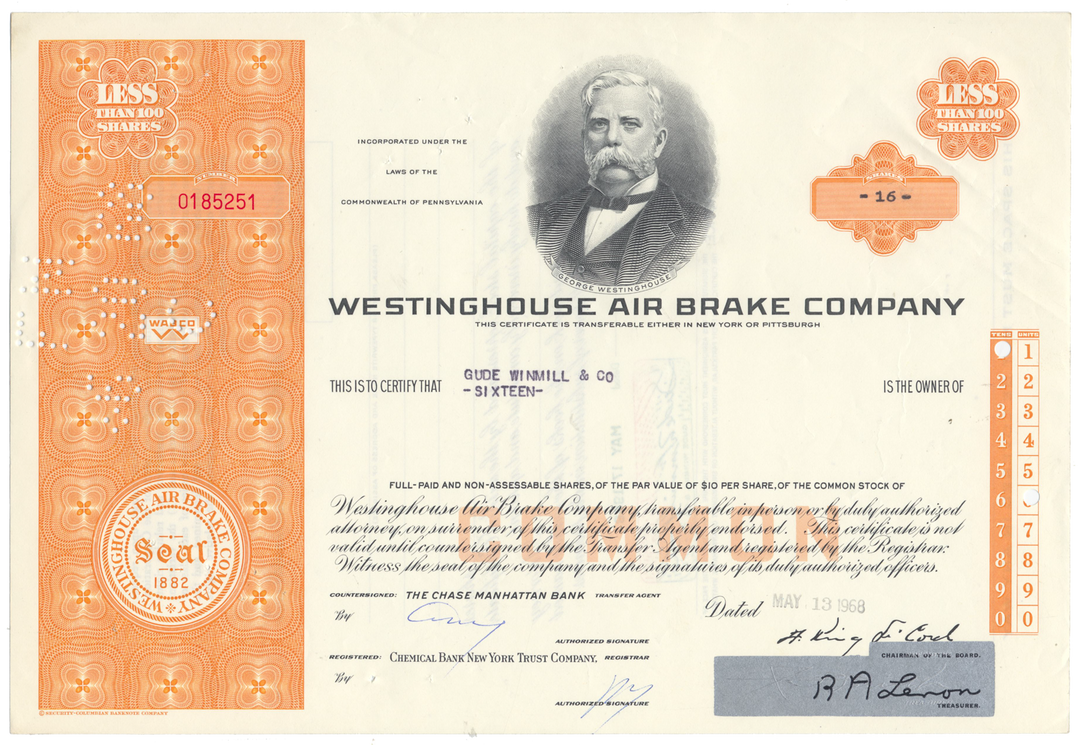 LESS
THAN 100
SHARES
NUMBER
0185251
WABCO
WESTINGHOUSE AIR BRAKE COMPANY
Seal
1882
© SECURITY-COLUMBIAN BANKNOTE COMPANY
INCORPORATED UNDER THE
LAWS OF THE
COMMONWEALTH OF PENNSYLVANIA
GEORGE WESTINGHOUSE
LESS
THAN 100
SHARES
SHARES
- 16 -
WESTINGHOUSE AIR BRAKE COMPANY
THIS CERTIFICATE IS TRANSFERABLE EITHER IN NEW YORK OR PITTSBURGH
THIS IS TO CERTIFY THAT GUDE WINMILL & CO IS THE OWNER OF
-SIXTEEN-
TENS UNITS
1
2 2
3 3
4 4
5 5
6
7 7
8 8
9 9
0 0
FULL-PAID AND NON-ASSESSABLE SHARES, OF THE PAR VALUE OF $10 PER SHARE, OF THE COMMON STOCK OF
COMMON
Westinghouse Air Brake Company, transferable in person or by duly authorized
attorney, on surrender of this certificate properly endorsed. This certificate is not
valid until countersigned by the Transfer Agent and registered by the Registrar.
Witness, the seal of the company and the signatures of its duly authorized officers.
COUNTERSIGNED: THE CHASE MANHATTAN BANK TRANSFER AGENT
By
AUTHORIZED SIGNATURE
Dated MAY 13 1968
REGISTERED: CHEMICAL BANK NEW YORK TRUST COMPANY, REGISTRAR
By
AUTHORIZED SIGNATURE
CHAIRMAN OF THE BOARD.
R A Lenon
TREASURER.